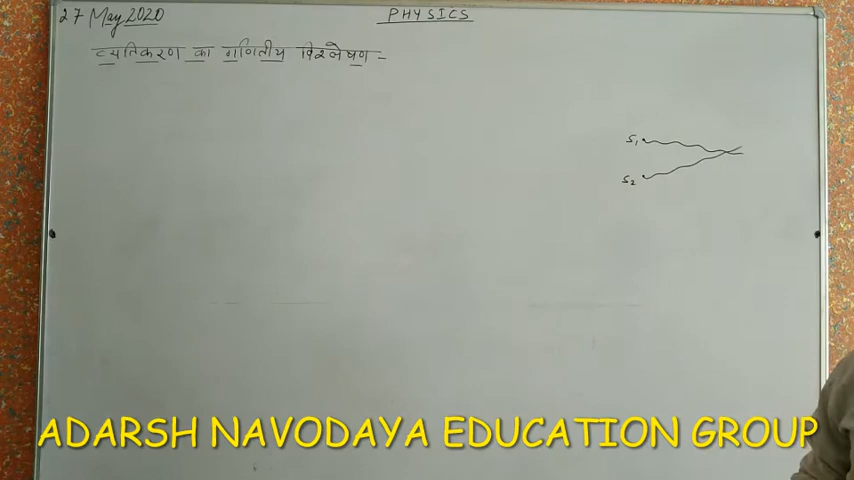 27 May 2020
PHYSICS
व्यतिकरण का गणितीय विश्लेषण -
S1
S2
ADARSH NAVODAYA EDUCATION GROUP